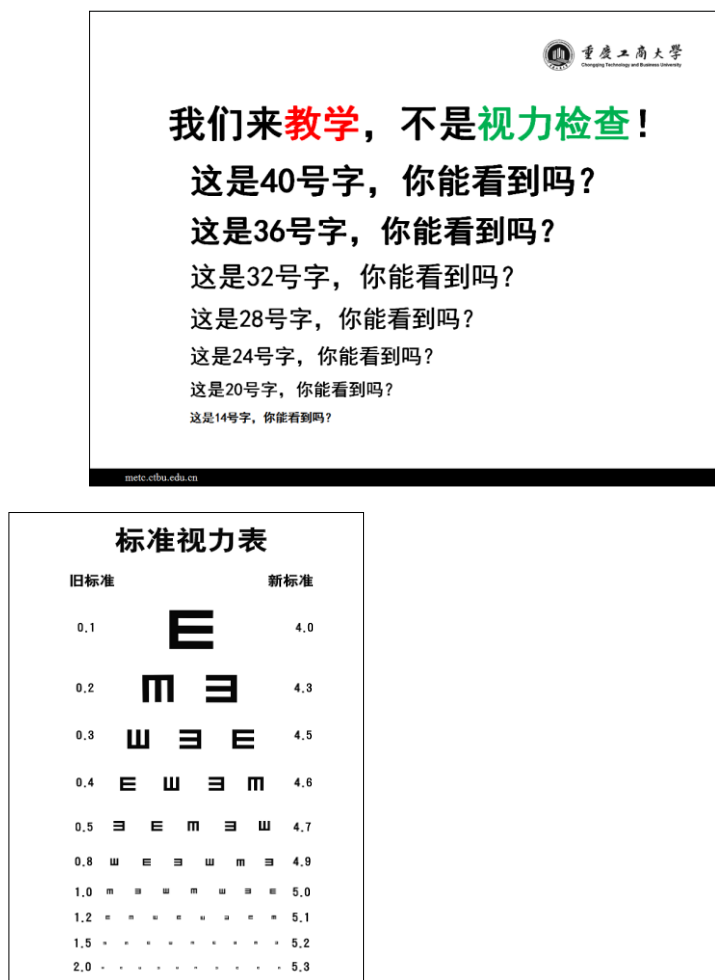 重庆工商大学
Chongqing Technology and Business University
我们来教学，不是视力检查！
这是40号字，你能看到吗？
这是36号字，你能看到吗？
这是32号字，你能看到吗？
这是28号字，你能看到吗？
这是24号字，你能看到吗？
这是20号字，你能看到吗？
这是14号字，你能看到吗？
metc.ctbu.edu.cn
标准视力表
旧标准 新标准
0.1 E 4.0
0.2 m Ǝ 4.3
0.3 Ш Ǝ E 4.5
0.4 E Ш Ǝ m 4.6
0.5 Ǝ E m Ǝ Ш 4.7
0.8 Ш E Ǝ Ш m Ǝ 4.9
1.0 5.0
1.2 5.1
1.5 5.2
2.0 5.3